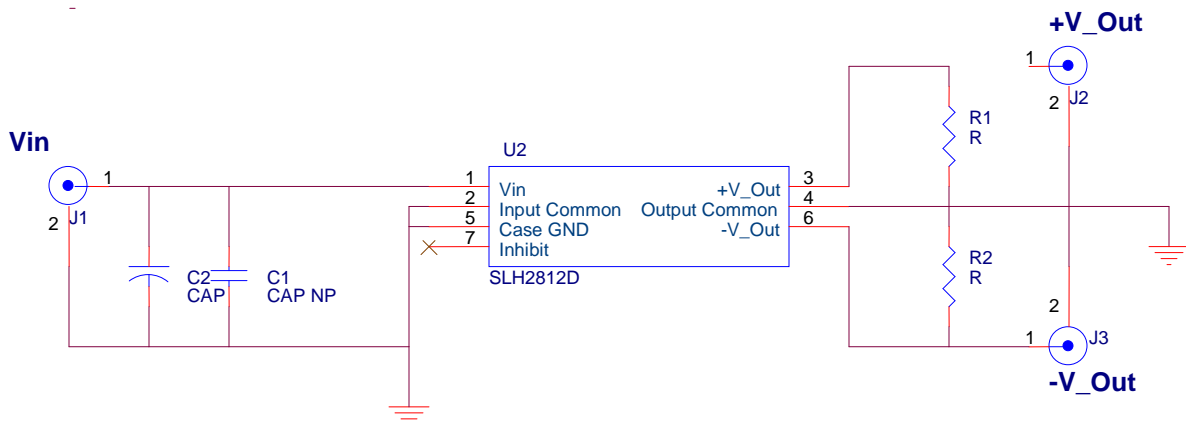 +V_Out
1
2
J2
R1
R
Vin
1
2
J1
U2
1
2
5
7
Vin
Input Common
Case GND
Inhibit
+V_Out
Output Common
-V_Out
3
4
6
SLH2812D
C2
CAP
C1
CAP NP
R2
R
2
1
J3
-V_Out